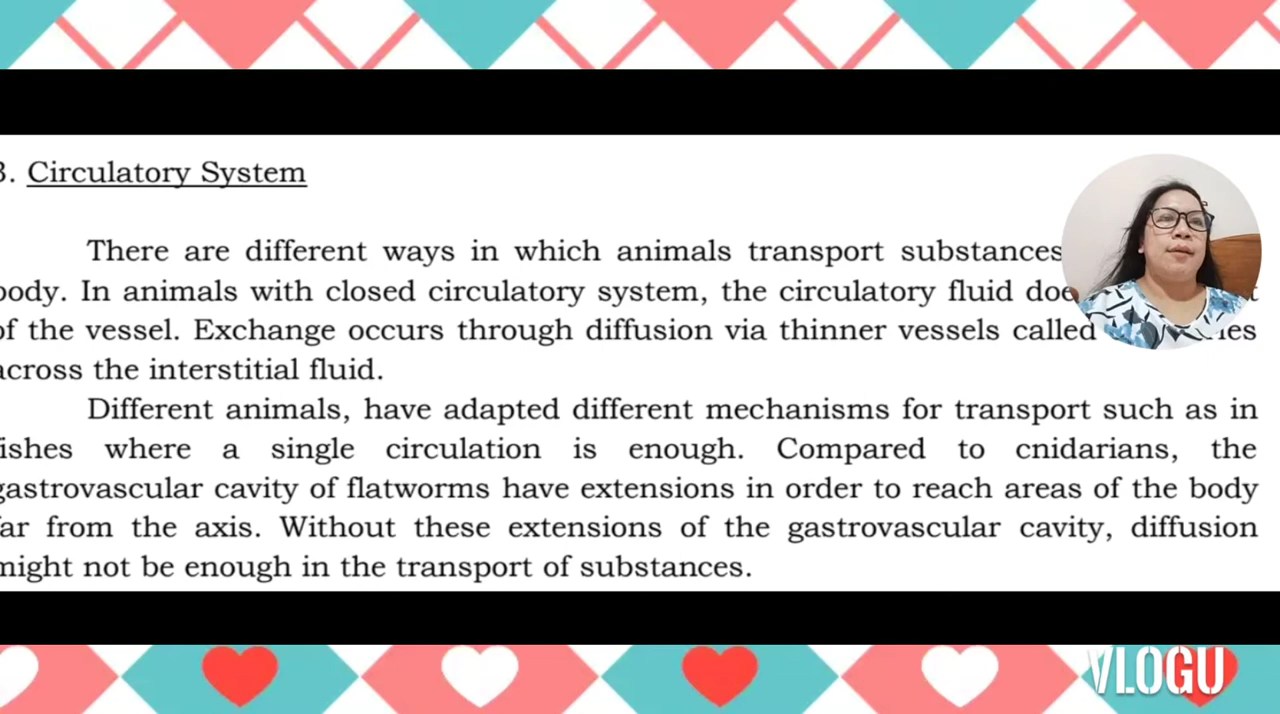 3. Circulatory System
There are different ways in which animals transport substances
body. In animals with closed circulatory system, the circulatory fluid
of the vessel. Exchange occurs through diffusion via thinner vessels called
across the interstitial fluid.
Different animals, have adapted different mechanisms for transport such as in
fishes where a single circulation is enough. Compared to cnidarians, the
gastrovascular cavity of flatworms have extensions in order to reach areas of the body
far from the axis. Without these extensions of the gastrovascular cavity, diffusion
might not be enough in the transport of substances.
VLOGU